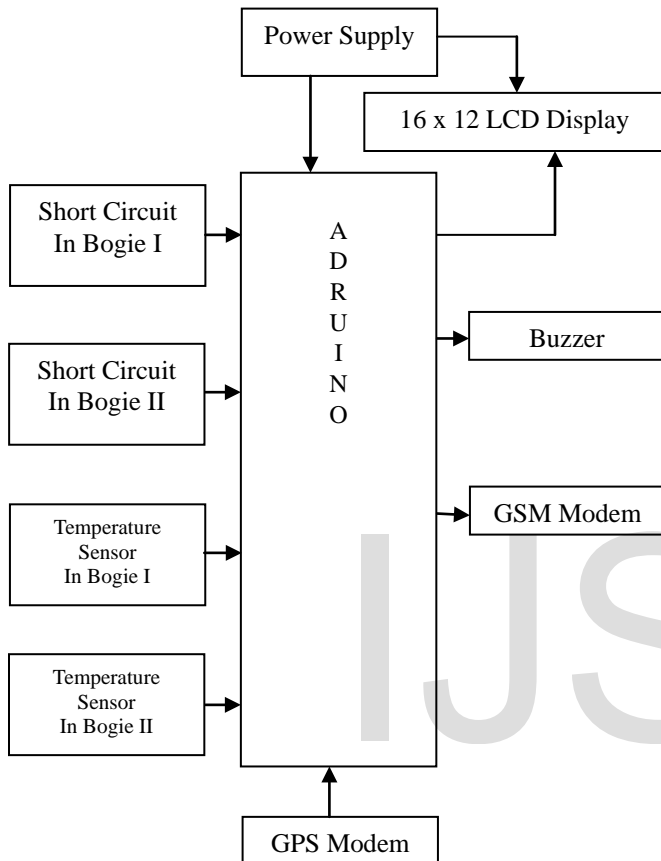 Power Supply
16 x 12 LCD Display
Short Circuit
In Bogie I
A
D
R
U
I
N
O
Buzzer
Short Circuit
In Bogie II
GSM Modem
Temperature
Sensor
In Bogie I
Temperature
Sensor
In Bogie II
GPS Modem
IJS